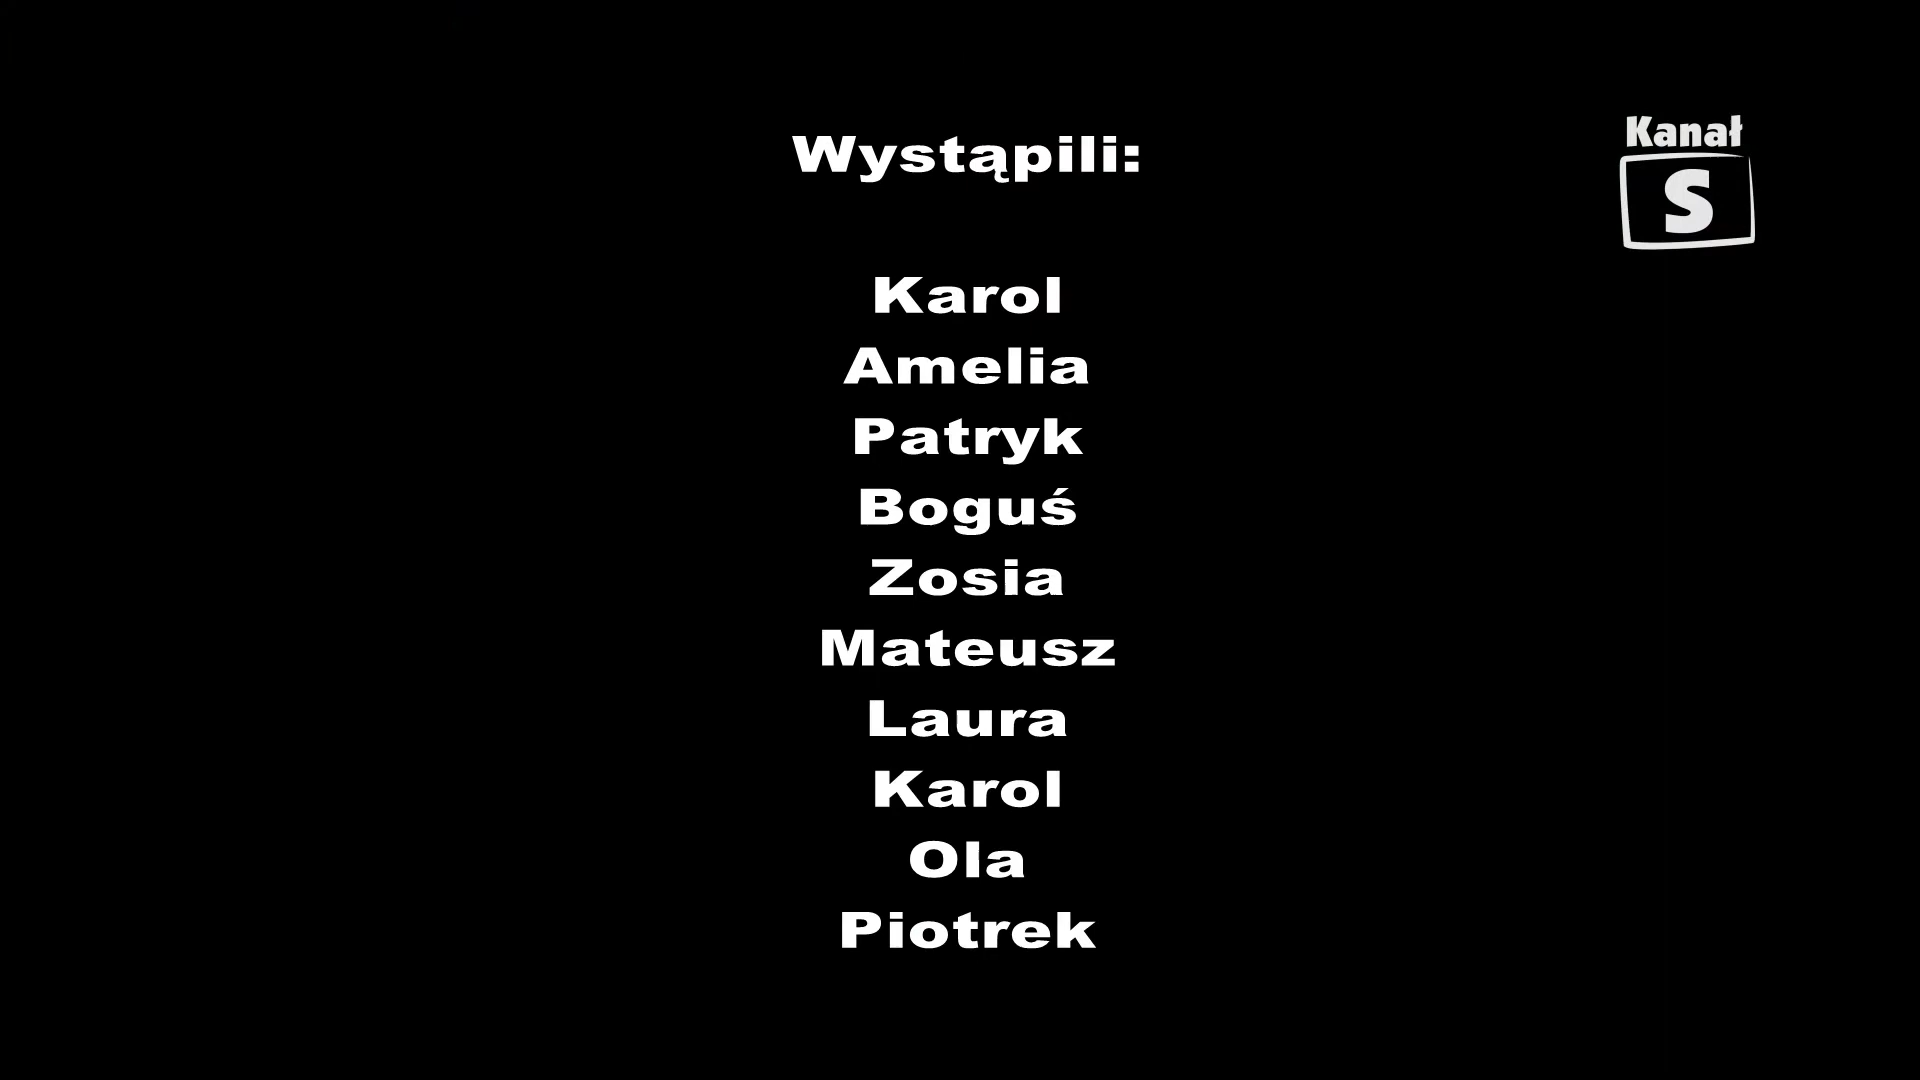 Wystąpili:
Kanał
S
Karol
Amelia
Patryk
Boguś
Zosia
Mateusz
Laura
Karol
Ola
Piotrek